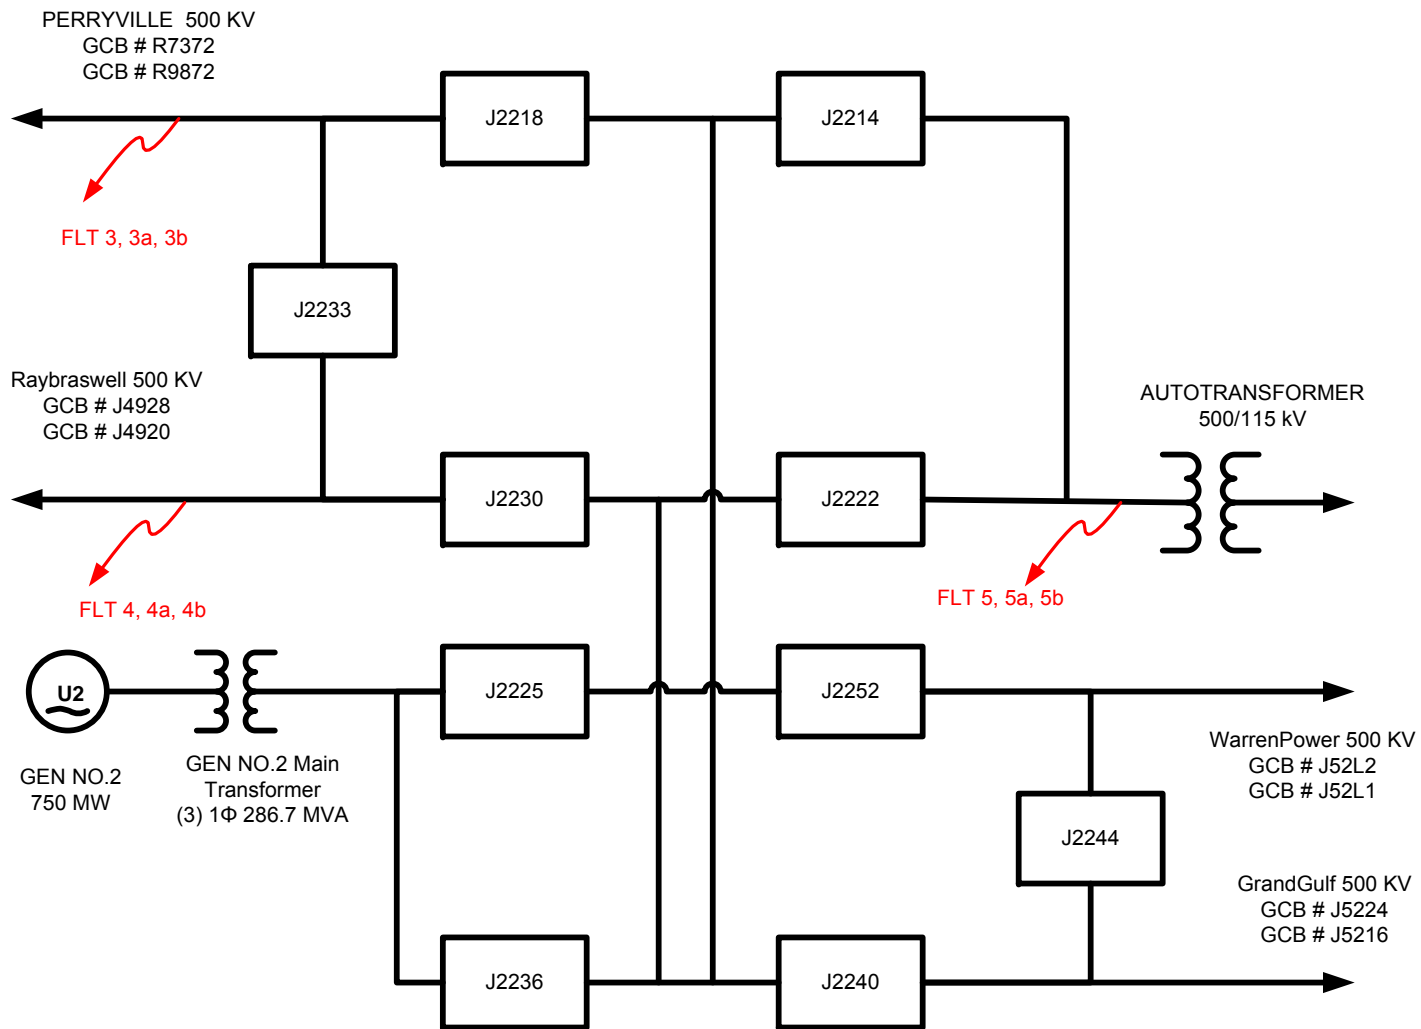 PERRYVILLE 500 KV
GCB # R7372
GCB # R9872
J2218
J2214
FLT 3, 3a, 3b
J2233
Raybraswell 500 KV
GCB # J4928
GCB # J4920
AUTOTRANSFORMER
500/115 kV
J2230
J2222
FLT 4, 4a, 4b
FLT 5, 5a, 5b
U2
J2225
J2252
GEN NO.2
750 MW
GEN NO.2 Main
Transformer
(3) 1Φ 286.7 MVA
WarrenPower 500 KV
GCB # J52L2
GCB # J52L1
J2244
GrandGulf 500 KV
GCB # J5224
GCB # J5216
J2236
J2240